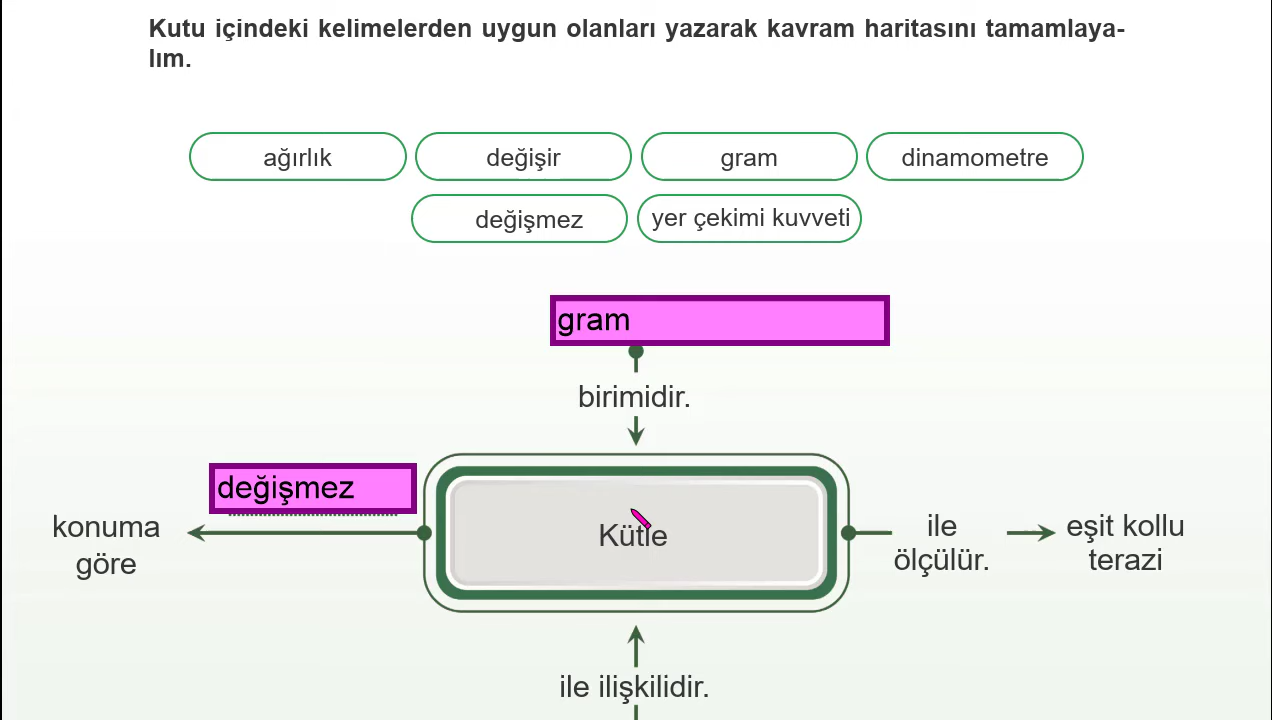 Kutu içindeki kelimelerden uygun olanları yazarak kavram haritasını tamamlaya-
lım.
ağırlık
değişir
gram
dinamometre
değişmez
yer çekimi kuvveti
gram
birimidir.
değişmez
konuma
göre
Kütle
ile
ölçülür.
eşit kollu
terazi
ile ilişkilidir.